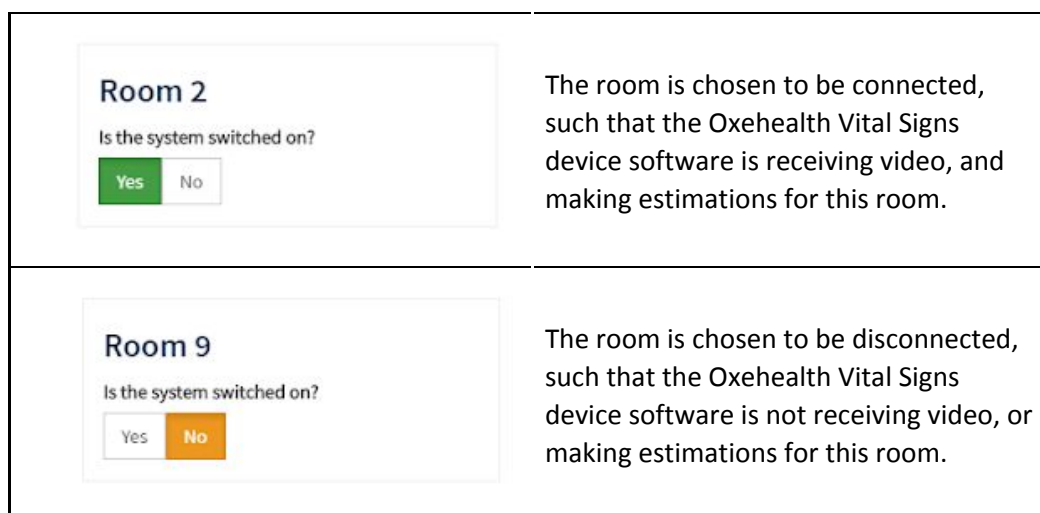 Room 2
Is the system switched on?
Yes No
The room is chosen to be connected,
such that the Oxehealth Vital Signs
device software is receiving video, and
making estimations for this room.
Room 9
Is the system switched on?
Yes No
The room is chosen to be disconnected,
such that the Oxehealth Vital Signs
device software is not receiving video, or
making estimations for this room.